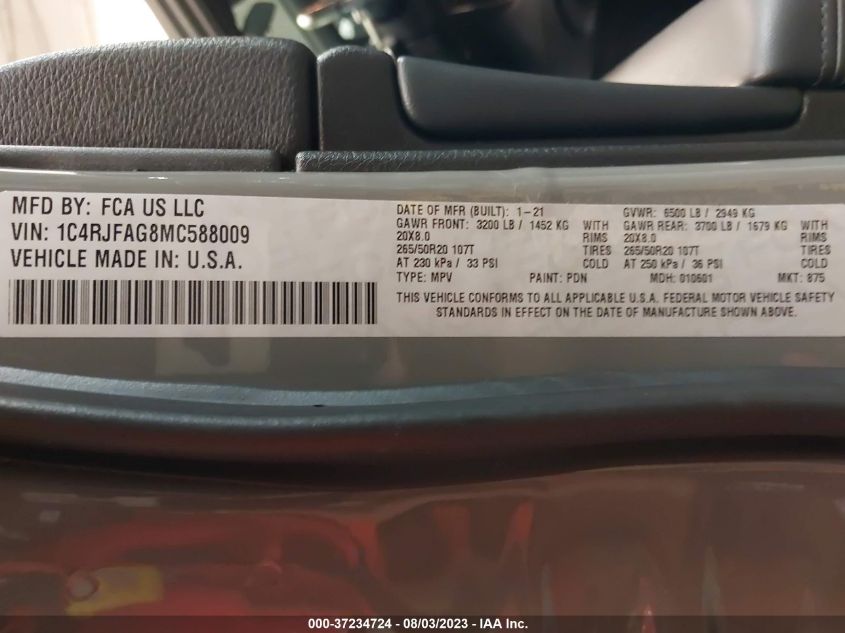 MFD BY: FCA US LLC
VIN: 1C4RJFAG8MC588009
VEHICLE MADE IN: U.S.A.
DATE OF MFR (BUILT): 1-21 GVWR: 6500 LB / 2949 KG
GAWR FRONT: 3200 LB / 1452 KG WITH GAWR REAR: 3700 LB / 1679 KG WITH
20X8.0 RIMS 20X8.0 RIMS
265/50R20 107T TIRES 265/50R20 107T TIRES
AT 230 kPa / 33 PSI COLD AT 250 kPa / 36 PSI COLD
TYPE: MPV PAINT: PDN MDH: 010601 MKT: 875
THIS VEHICLE CONFORMS TO ALL APPLICABLE U.S.A. FEDERAL MOTOR VEHICLE SAFETY
STANDARDS IN EFFECT ON THE DATE OF MANUFACTURE SHOWN ABOVE.
000-37234724 - 08/03/2023 - IAA Inc.